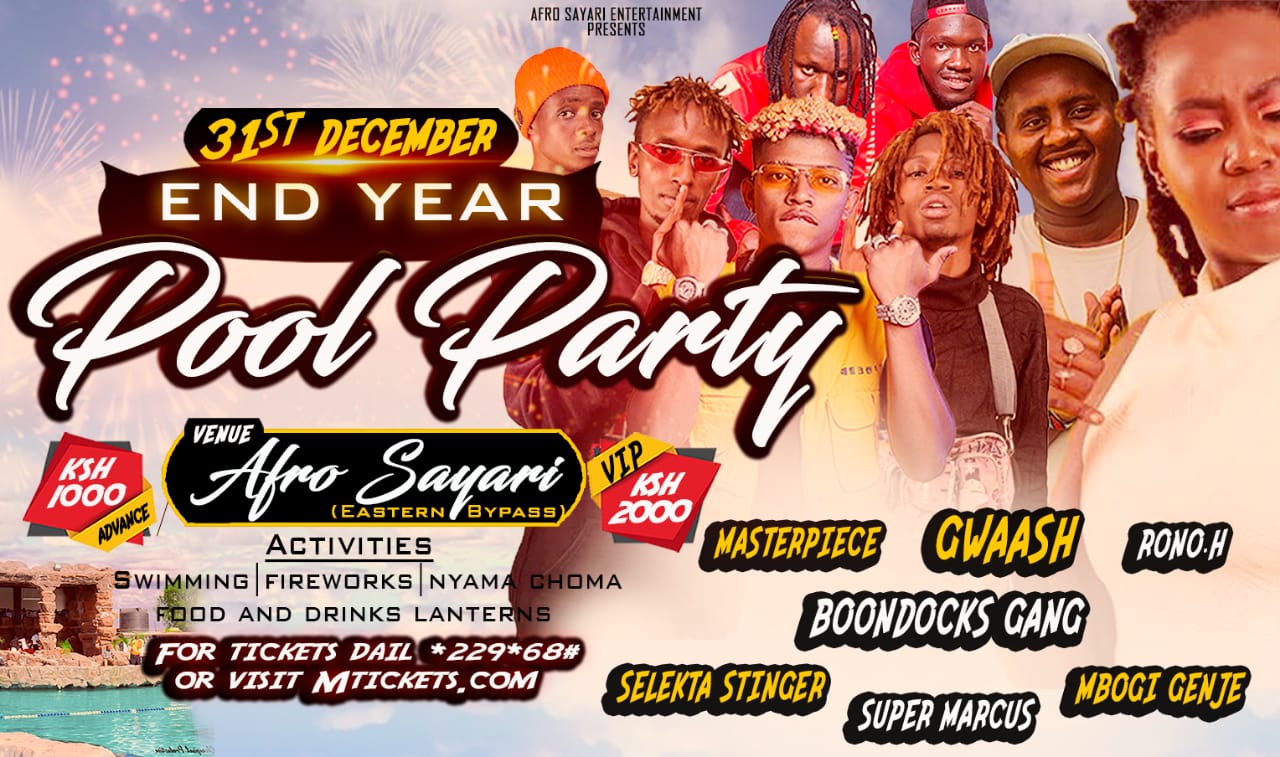 AFRO SAYARI ENTERTAINMENT
PRESENTS
31ST DECEMBER
END YEAR
Pool Party
VENUE
Afro Sayari
(EASTERN BYPASS)
KSH
1000
ADVANCE
VIP
KSH
2000
ACTIVITIES
SWIMMING|FIREWORKS|NYAMA CHOMA
FOOD AND DRINKS LANTERNS
FOR TICKETS DAIL *229*68#
OR VISIT MTICKETS.COM
MASTERPIECE
GWAASH
RONO.H
BOONDOCKS GANG
SELEKTA STINGER
SUPER MARCUS
MBOGI GENJE